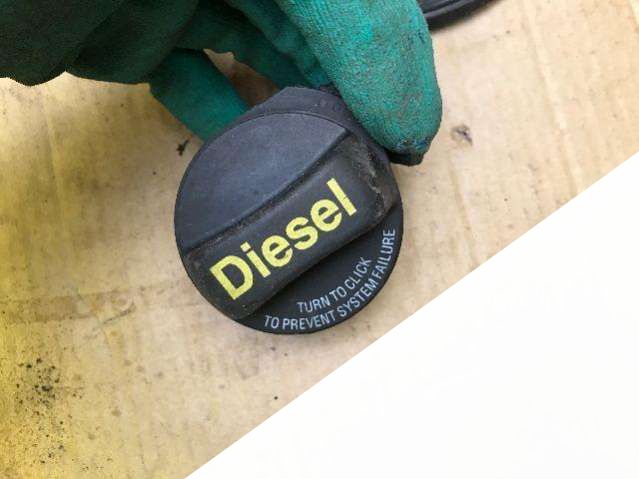 Diesel
TURN TO CLICK
TO PREVENT SYSTEM FAILURE